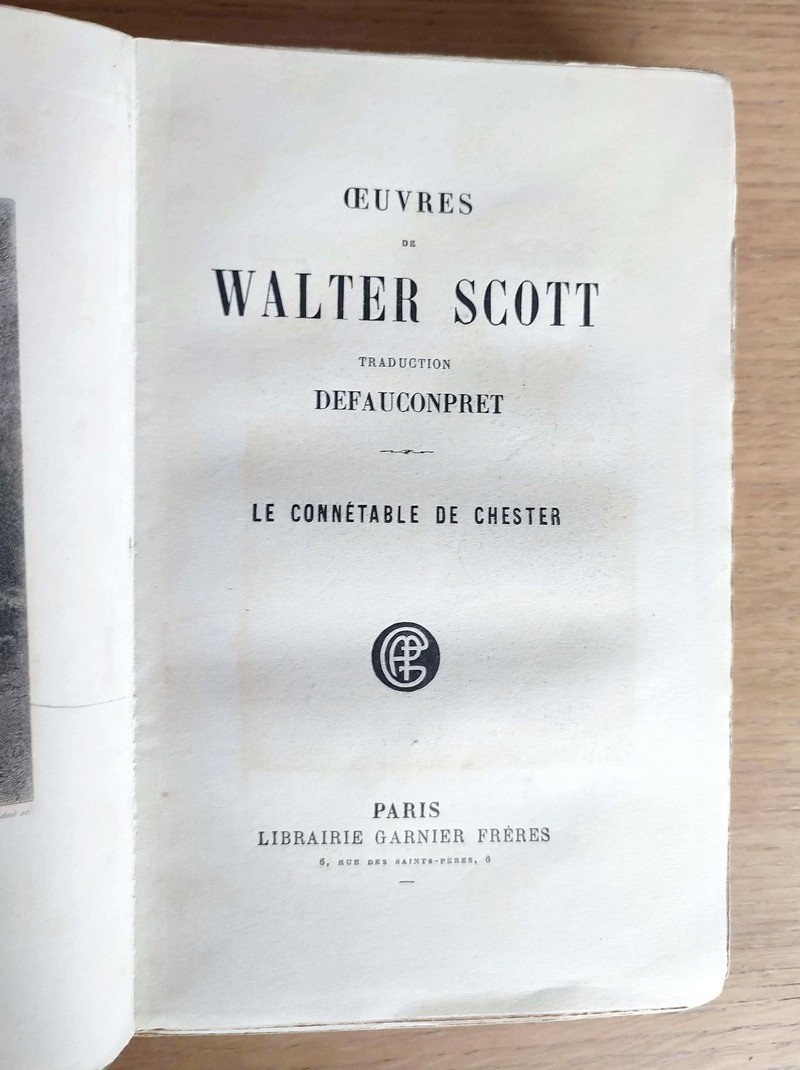 ŒUVRES
DE
WALTER SCOTT
TRADUCTION
DEFAUCONPRET
LE CONNÉTABLE DE CHESTER
PARIS
LIBRAIRIE GARNIER FRÈRES
6, RUE DES SAINTS-PÈRES, 6